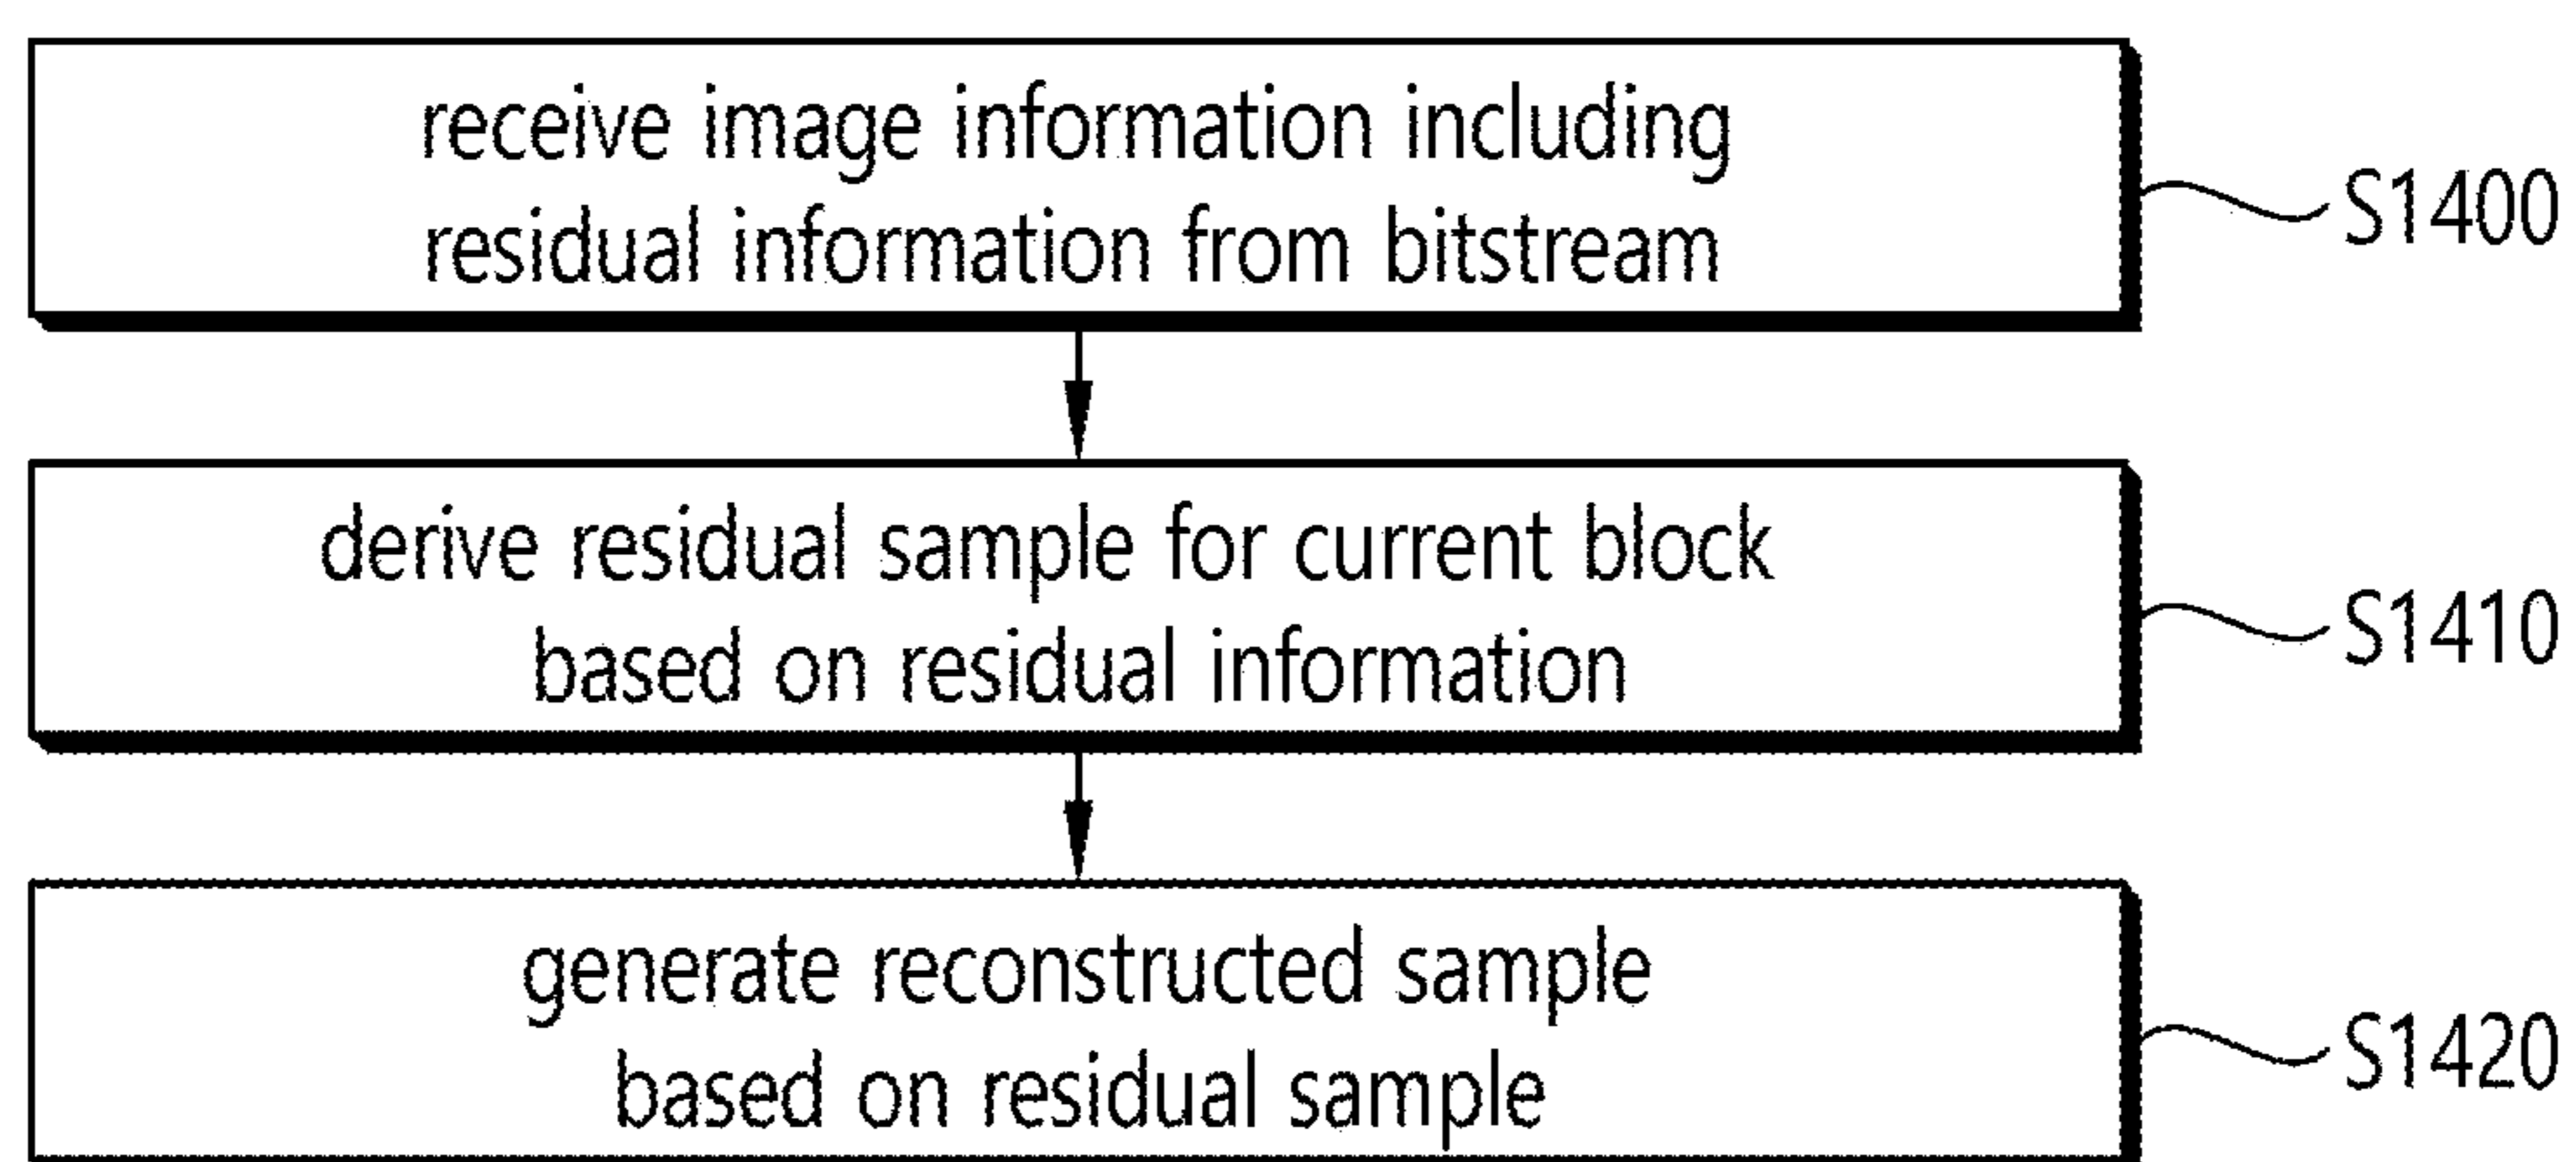 receive image information including
residual information from bitstream
S1400
derive residual sample for current block
based on residual information
S1410
generate reconstructed sample
based on residual sample
S1420